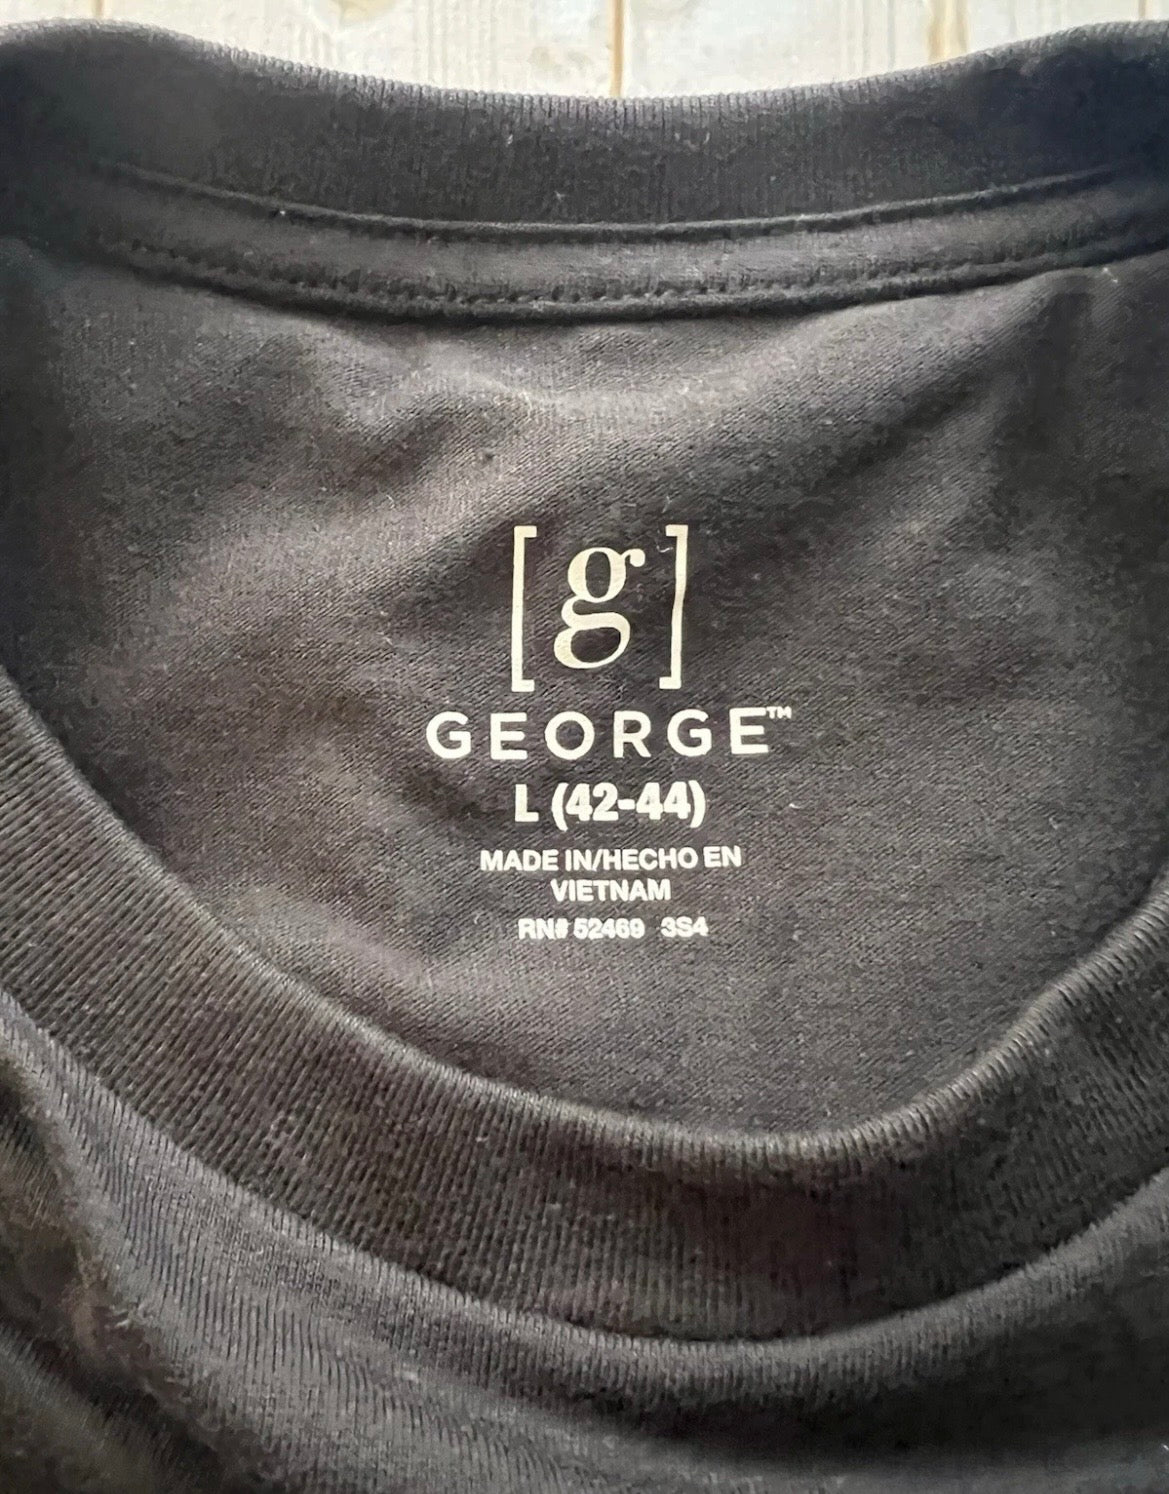 [g]
GEORGE™
L (42-44)
MADE IN/HECHO EN
VIETNAM
RN# 52469 3S4